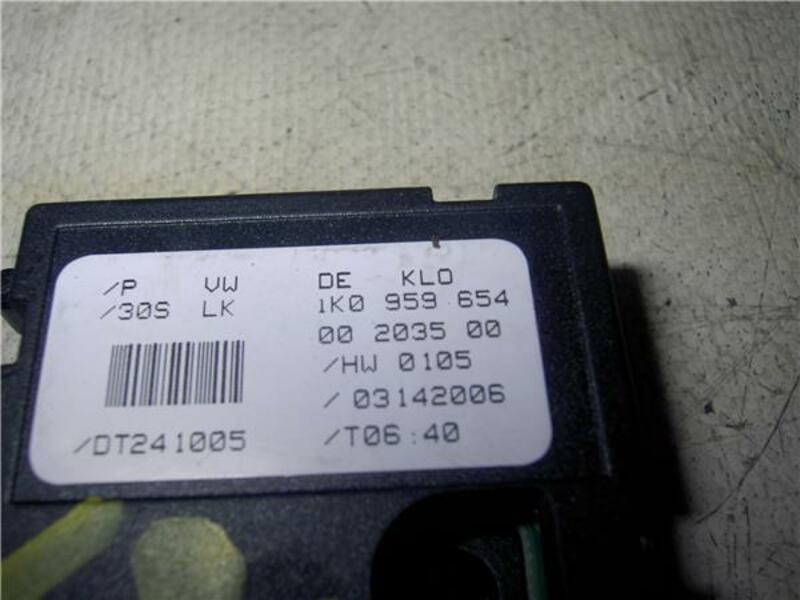 /P VW DE KLO
/30S LK 1K0 959 654
00 2035 00
/HW 0105
/ 03142006
/DT241005 /T06:40